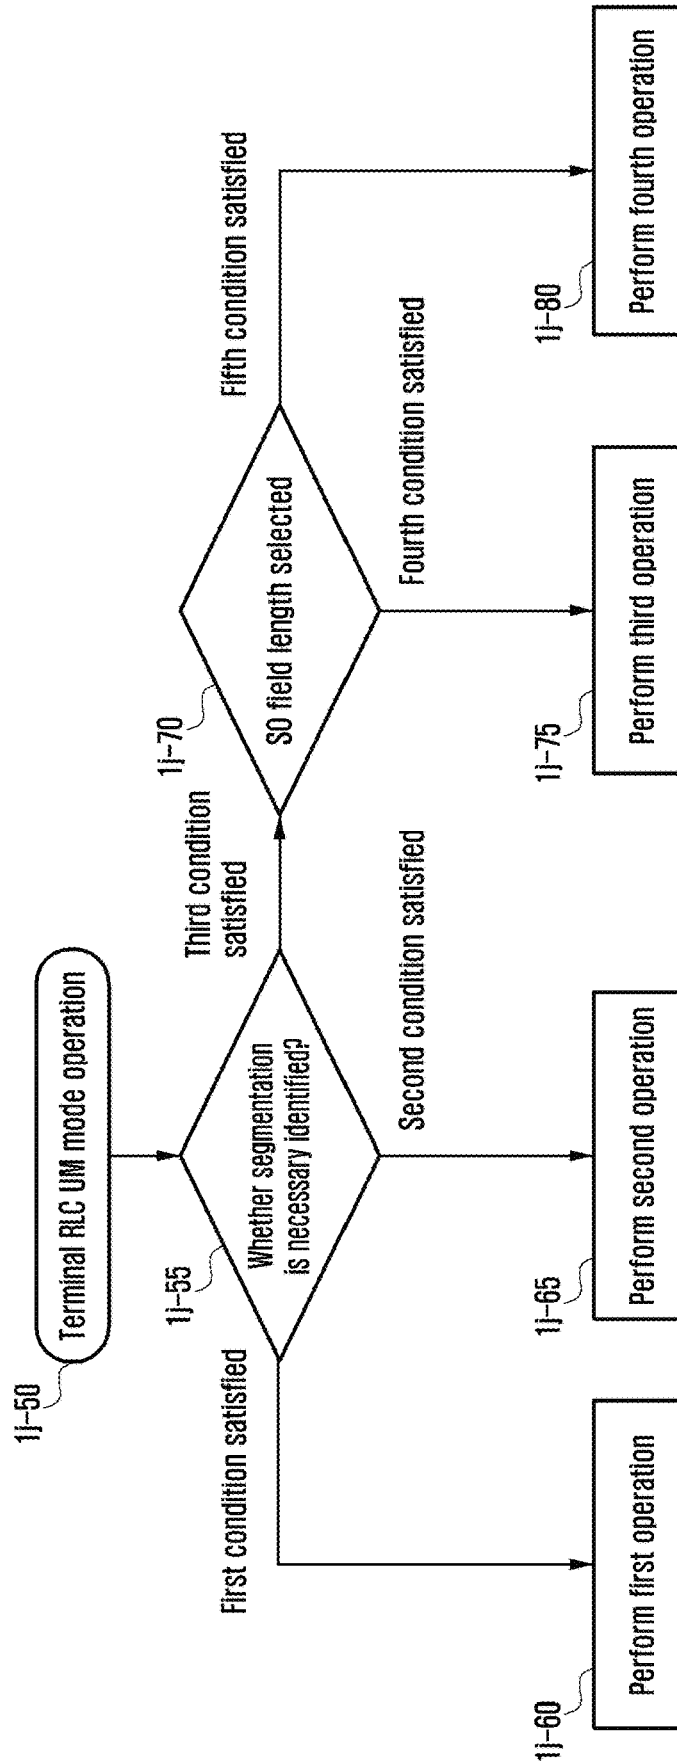 1j-50
Terminal RLC UM mode operation
1j-55
Whether segmentation
is necessary identified?
First condition satisfied
Second condition satisfied
Third condition
satisfied
1j-70
SO field length selected
Fourth condition satisfied
Fifth condition satisfied
1j-60
Perform first operation
1j-65
Perform second operation
1j-75
Perform third operation
1j-80
Perform fourth operation